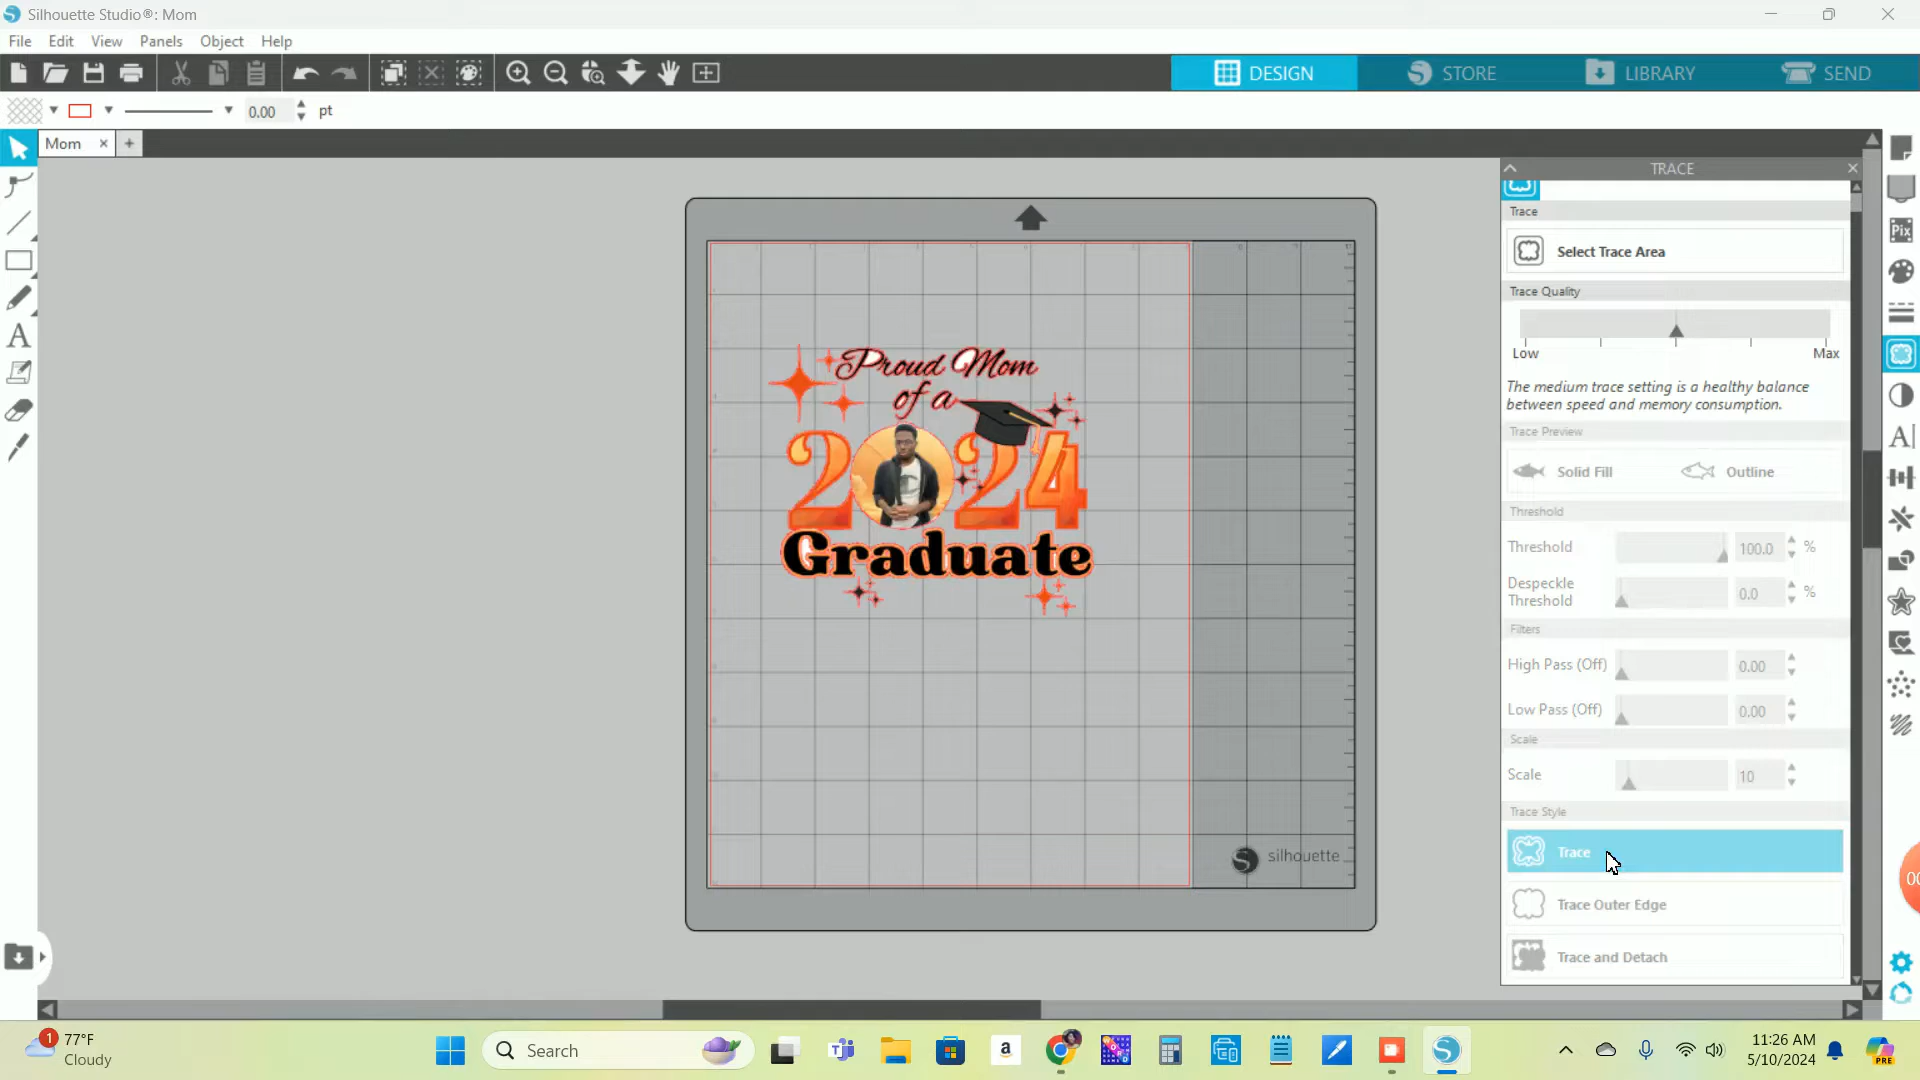 Silhouette Studio®: Mom
File Edit View Panels Object Help
DESIGN STORE LIBRARY SEND
0.00 pt
Mom
TRACE
Trace
Select Trace Area
Trace Quality
Low Max
The medium trace setting is a healthy balance
between speed and memory consumption.
Trace Preview
Solid Fill Outline
Threshold
Threshold 100.0 %
Despeckle
Threshold 0.0 %
Filters
High Pass (Off) 0.00
Low Pass (Off) 0.00
Scale
Scale 10
Trace Style
Trace
Trace Outer Edge
Trace and Detach
Pix
Proud Mom
of a
2024
Graduate
silhouette
00
1
77°F
Cloudy
Search
11:26 AM
5/10/2024
PRE